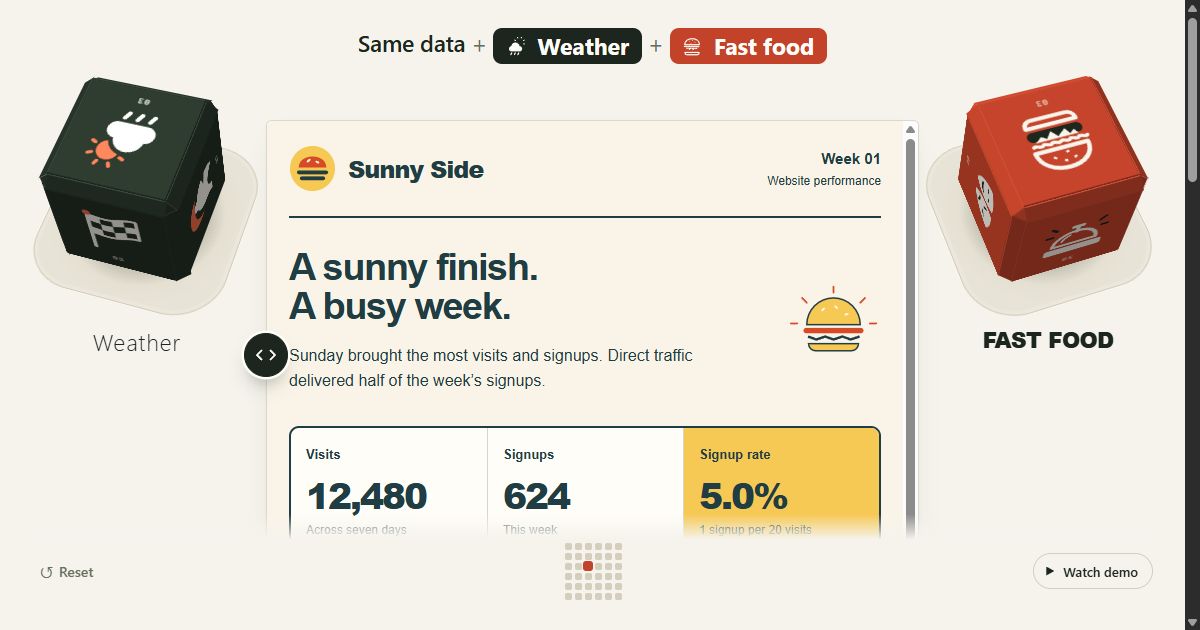 Same data + Weather + Fast food
Sunny Side
Week 01
Website performance
A sunny finish.
A busy week.
Sunday brought the most visits and signups. Direct traffic
delivered half of the week’s signups.
Visits
12,480
Across seven days
Signups
624
This week
Signup rate
5.0%
1 signup per 20 visits
Weather
FAST FOOD
Reset
Watch demo